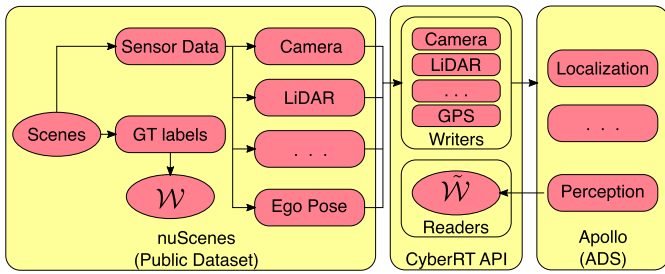 Scenes
Sensor Data
GT labels
𝒲
Camera
LiDAR
. . .
Ego Pose
nuScenes
(Public Dataset)
Camera
LiDAR
. . .
GPS
Writers
𝒲̃
Readers
CyberRT API
Localization
. . .
Perception
Apollo
(ADS)